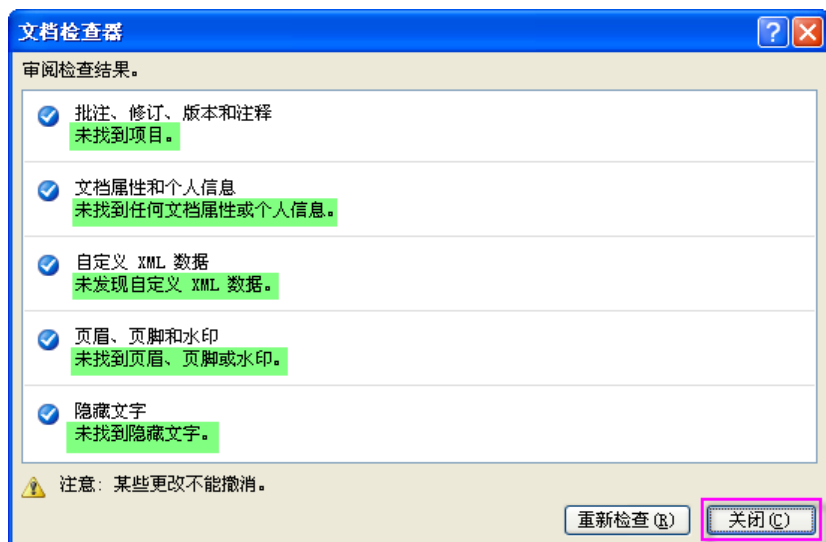 文档检查器
审阅检查结果。
批注、修订、版本和注释
未找到项目。
文档属性和个人信息
未找到任何文档属性或个人信息。
自定义 XML 数据
未发现自定义 XML 数据。
页眉、页脚和水印
未找到页眉、页脚或水印。
隐藏文字
未找到隐藏文字。
注意: 某些更改不能撤消。
重新检查(R) 关闭(C)